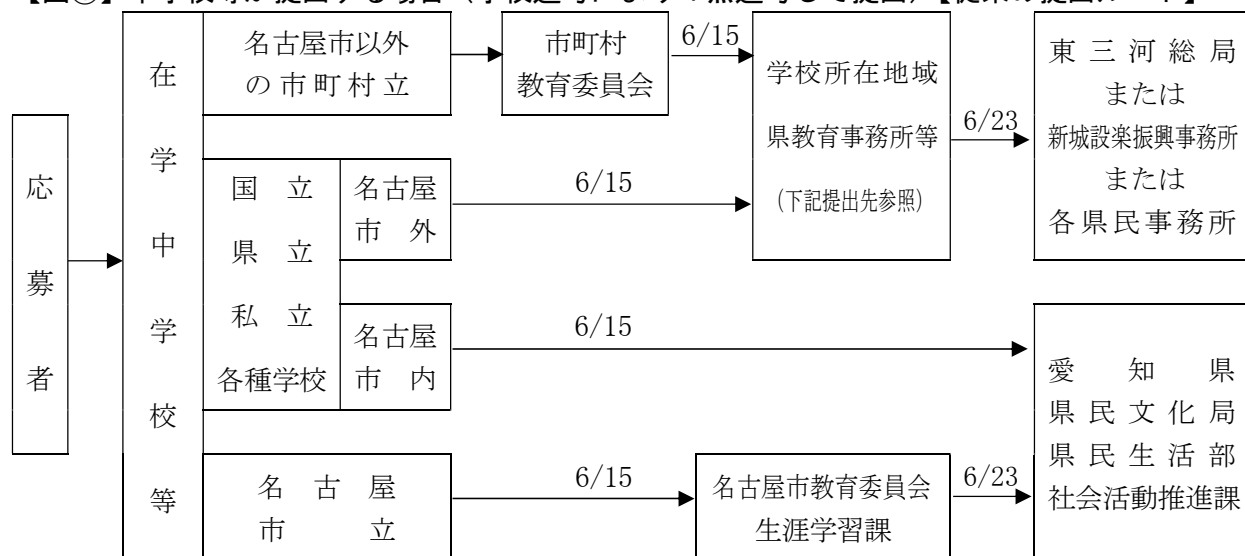 応募者
在学中学校等
名古屋市以外
の市町村立
市町村
教育委員会
6/15
学校所在地域
県教育事務所等
(下記提出先参照)
6/23
東三河総局
または
新城設楽振興事務所
または
各県民事務所
国立
県立
私立
各種学校
名古屋
市外
6/15
名古屋
市内
6/15
愛知県
県民文化局
県民生活部
社会活動推進課
名古屋
市立
6/15
名古屋市教育委員会
生涯学習課
6/23